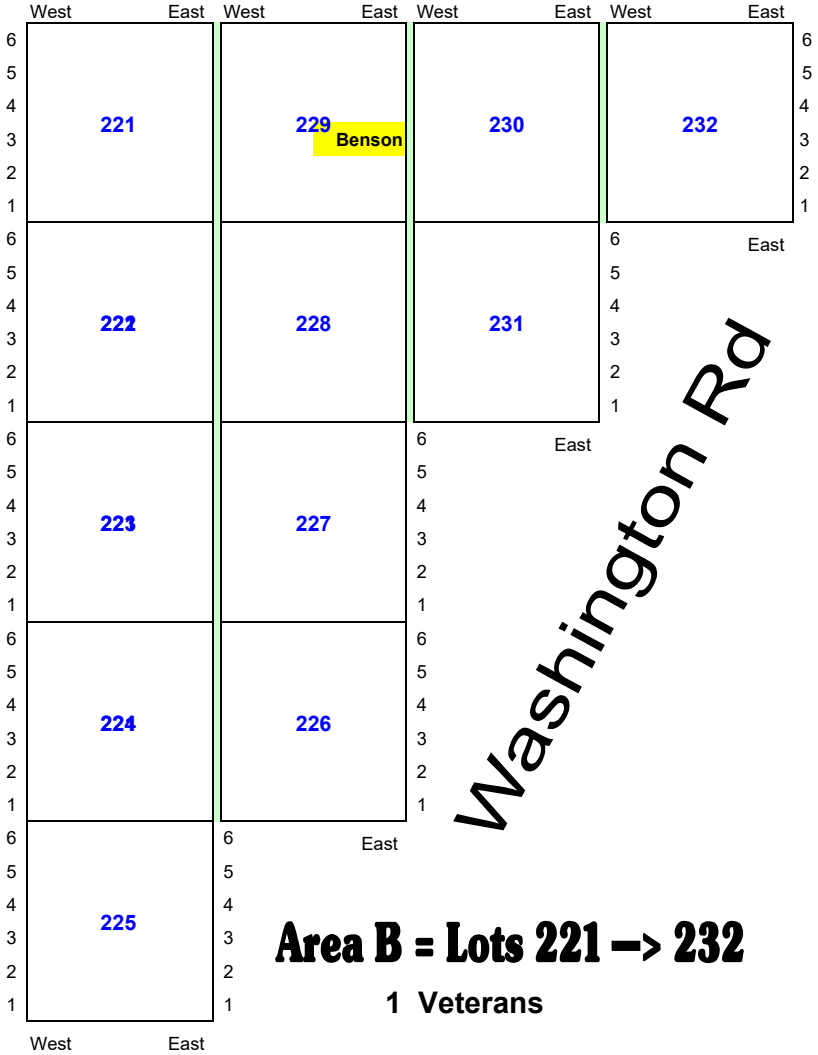 West East West East West East West East
6 6
5 5
4 4
221 229 230 232
3 Benson 3
2 2
1 1
6 6 East
5 5
4 4
222 228 231
3 3
2 2
1 1
6 6 East
5 5
4 4
223 227
3 3
2 2
1 1
6 6
5 5
4 4
224 226
3 3
2 2
1 1
Washington Rd
6 6 East
5 5
4 4
225
3 3
2 2
1 1
Area B = Lots 221 –> 232
1 Veterans
West East